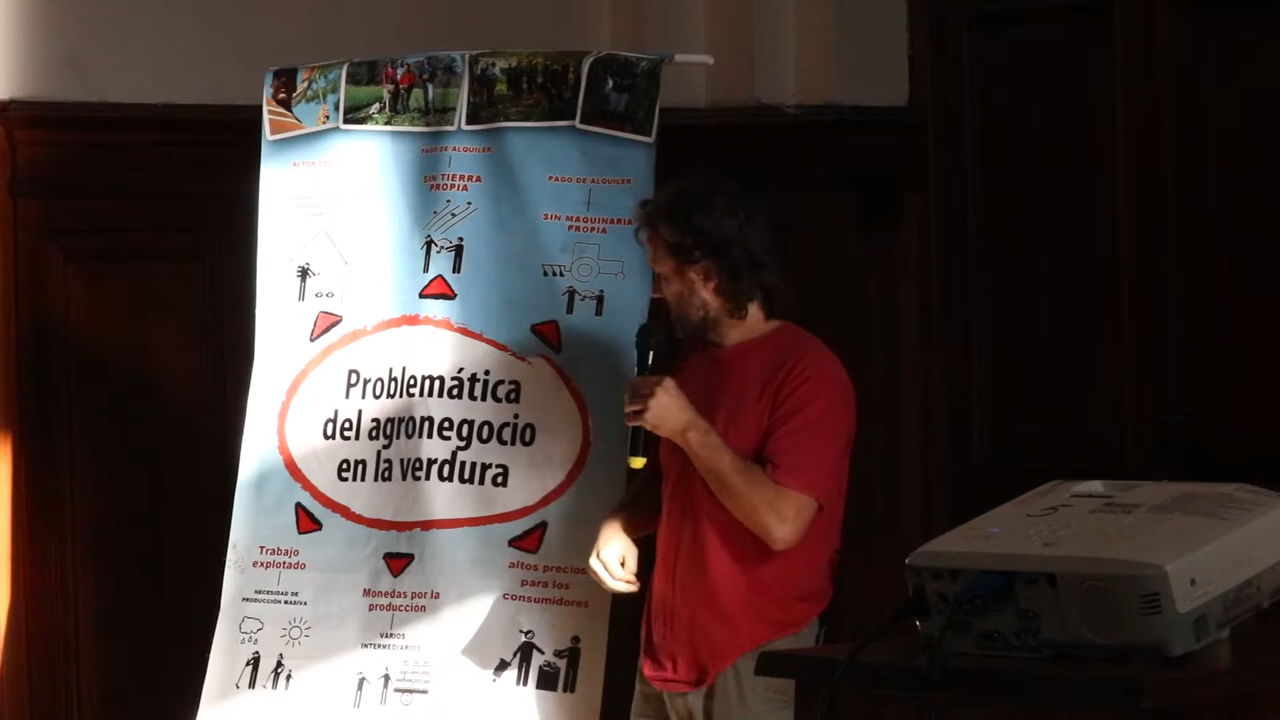 PAGO DE ALQUILER
SIN TIERRA
PROPIA
PAGO DE ALQUILER
SIN MAQUINARIA
PROPIA
ALTOS
Problemática
del agronegocio
en la verdura
Trabajo
explotado
NECESIDAD DE
PRODUCCIÓN MASIVA
Monedas por la
producción
VARIOS
INTERMEDIARIOS
altos precios
para los
consumidores